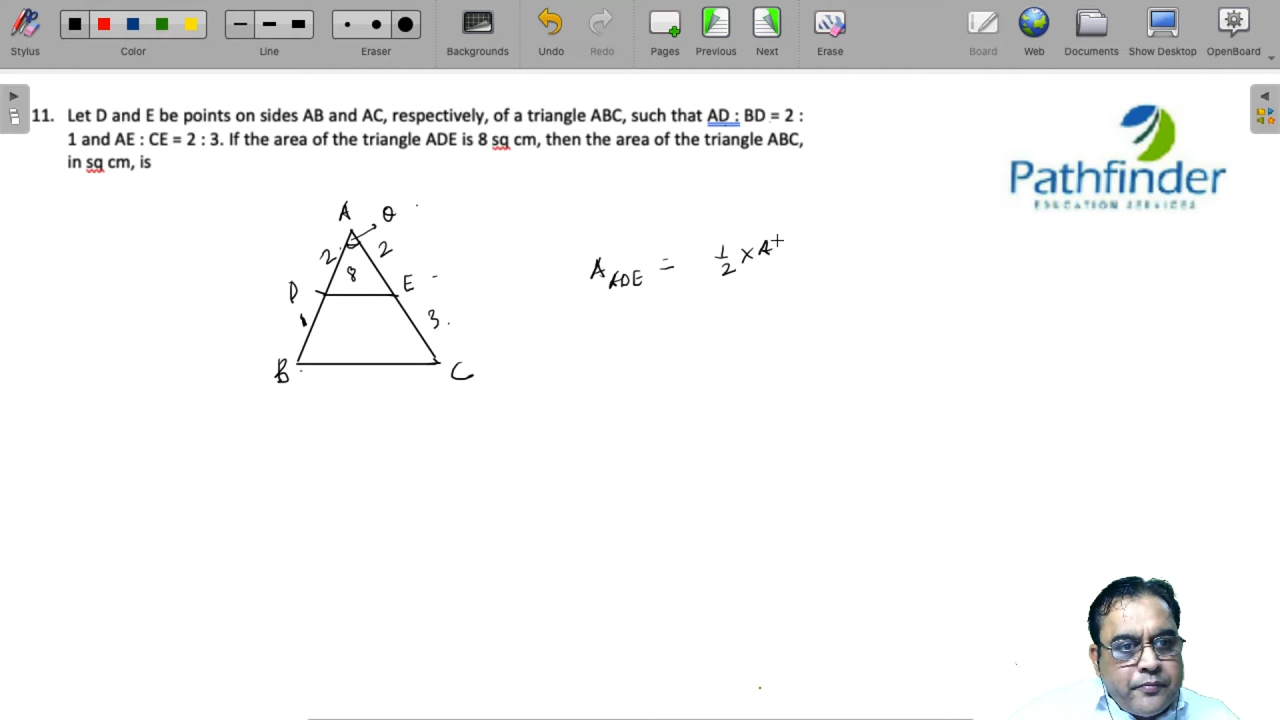 Stylus Color Line Eraser Backgrounds Undo Redo Pages Previous Next Erase Board Web Documents Show Desktop OpenBoard
11. Let D and E be points on sides AB and AC, respectively, of a triangle ABC, such that AD : BD = 2 :
1 and AE : CE = 2 : 3. If the area of the triangle ADE is 8 sq cm, then the area of the triangle ABC,
in sq cm, is
Pathfinder
EDUCATION SERVICES
A θ
2 2
8
D E
1 3
B C
A ADE = 1/2 × A